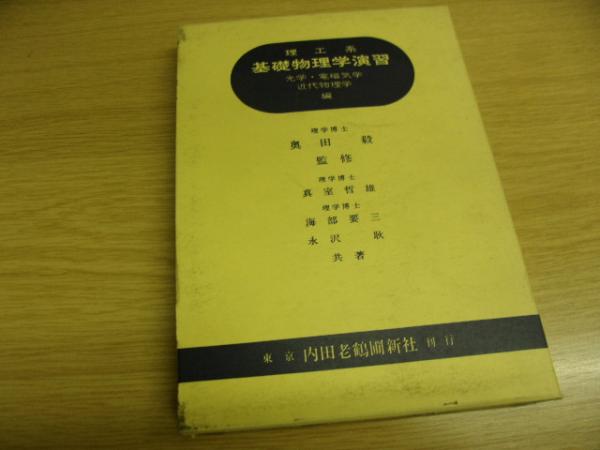 理工系
基礎物理学演習
光学・電磁気学
近代物理学
編
理学博士
奥田毅
監修
理学博士
真室哲雄
理学博士
海部要三
永沢耿
共著
東京 内田老鶴圃新社 刊行